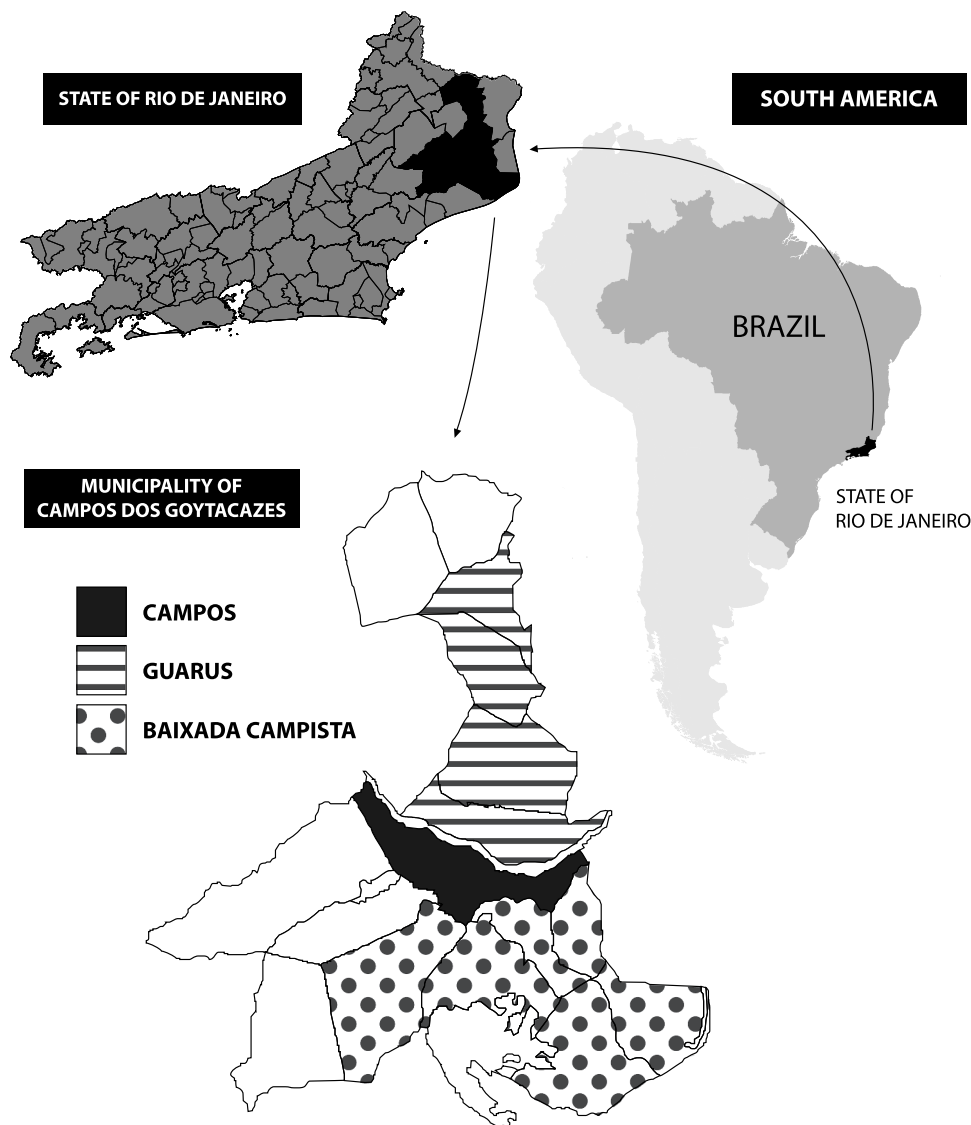 STATE OF RIO DE JANEIRO
SOUTH AMERICA
BRAZIL
STATE OF
RIO DE JANEIRO
MUNICIPALITY OF
CAMPOS DOS GOYTACAZES
CAMPOS
GUARUS
BAIXADA CAMPISTA